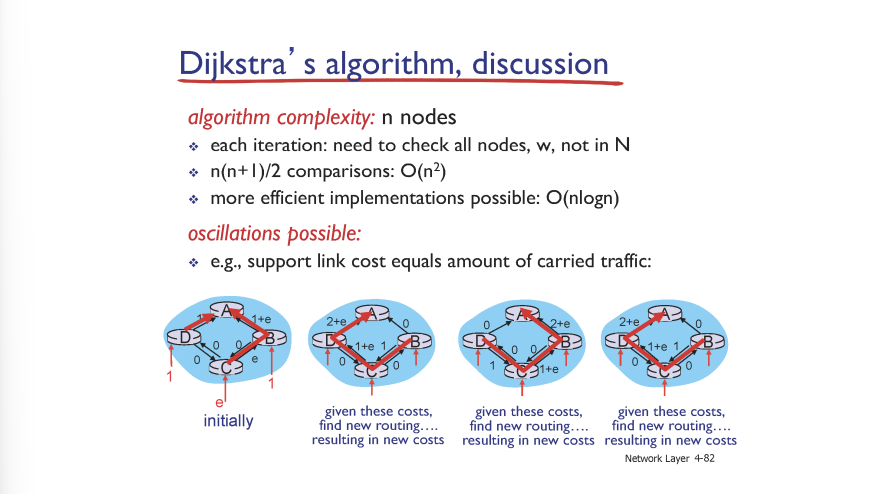 Dijkstra’s algorithm, discussion
algorithm complexity: n nodes
❖ each iteration: need to check all nodes, w, not in N
❖ n(n+1)/2 comparisons: O(n²)
❖ more efficient implementations possible: O(nlogn)
oscillations possible:
❖ e.g., support link cost equals amount of carried traffic:
A
1 1+e
D 0 0 B
0 C e
1 e 1
initially
A
2+e 0
D 1+e 1 B
0 C 0
given these costs,
find new routing....
resulting in new costs
A
0 2+e
D 0 0 B
1 C 1+e
given these costs,
find new routing....
resulting in new costs
A
2+e 0
D 1+e 1 B
0 C 0
given these costs,
find new routing....
resulting in new costs
Network Layer 4-82